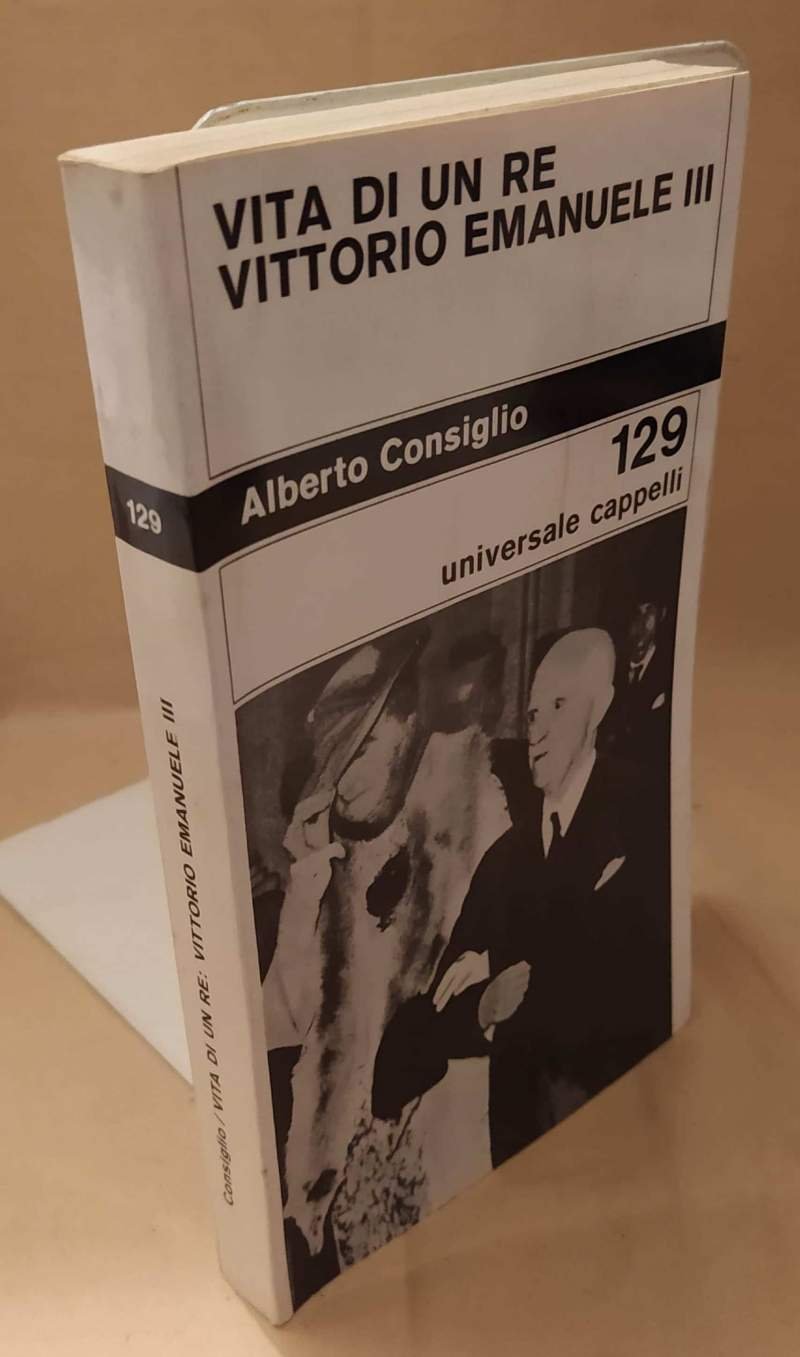 VITA DI UN RE
VITTORIO EMANUELE III
Alberto Consiglio
129
universale cappelli
129
Consiglio / VITA DI UN RE: VITTORIO EMANUELE III